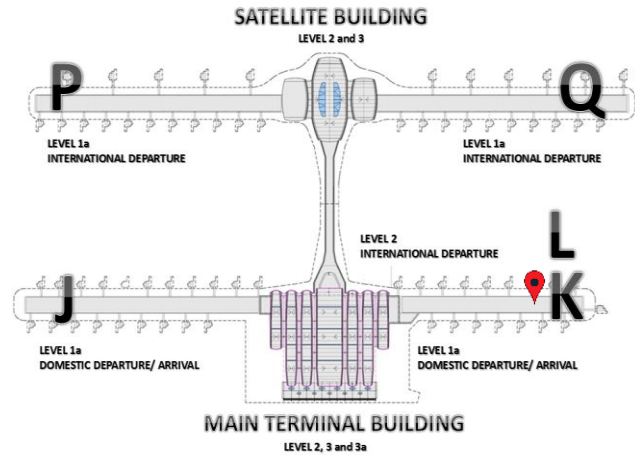 SATELLITE BUILDING
LEVEL 2 and 3
P
Q
LEVEL 1a
INTERNATIONAL DEPARTURE
LEVEL 1a
INTERNATIONAL DEPARTURE
LEVEL 2
INTERNATIONAL DEPARTURE
L
J
K
LEVEL 1a
DOMESTIC DEPARTURE/ ARRIVAL
LEVEL 1a
DOMESTIC DEPARTURE/ ARRIVAL
MAIN TERMINAL BUILDING
LEVEL 2, 3 and 3a